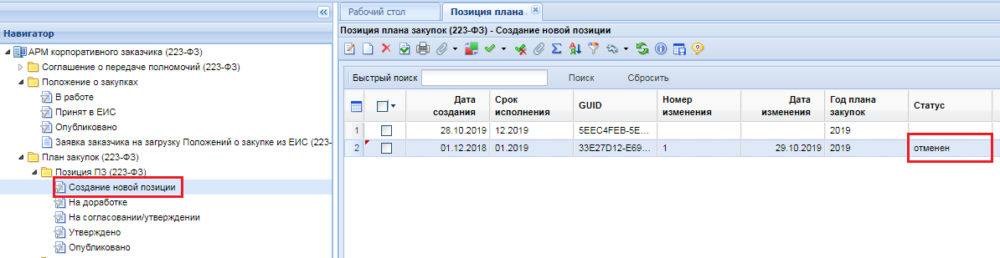 Рабочий стол
Позиция плана
Навигатор
Позиция плана закупок (223-ФЗ) - Создание новой позиции
АРМ корпоративного заказчика (223-ФЗ)
Соглашение о передаче полномочий (223-ФЗ)
Положение о закупках
В работе
Принят в ЕИС
Опубликовано
Заявка заказчика на загрузку Положений о закупке из ЕИС (223-
План закупок (223-ФЗ)
Позиция ПЗ (223-ФЗ)
Создание новой позиции
На доработке
На согласовании/утверждении
Утверждено
Опубликовано
Быстрый поиск
Поиск
Сбросить
Дата создания
Срок исполнения
GUID
Номер изменения
Дата изменения
Год плана закупок
Статус
1 28.10.2019 12.2019 5EEC4FEB-5E... 2019
2 01.12.2018 01.2019 33E27D12-E69... 1 29.10.2019 2019 отменен